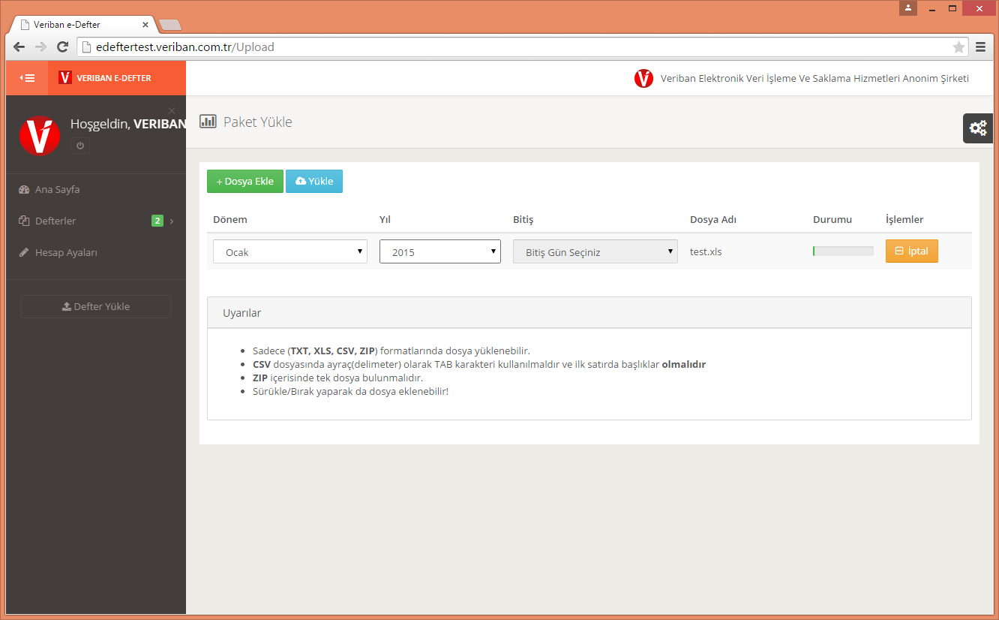 Veriban e-Defter
edeftertest.veriban.com.tr/Upload
VERIBAN E-DEFTER
Veriban Elektronik Veri İşleme Ve Saklama Hizmetleri Anonim Şirketi
Hoşgeldin, VERIBAN
Paket Yükle
Ana Sayfa
Defterler 2
Hesap Ayaları
Defter Yükle
+ Dosya Ekle Yükle
Dönem Yıl Bitiş Dosya Adı Durumu İşlemler
Ocak 2015 Bitiş Gün Seçiniz test.xls İptal
Uyarılar
Sadece (TXT, XLS, CSV, ZIP) formatlarında dosya yüklenebilir.
CSV dosyasında ayraç(delimeter) olarak TAB karakteri kullanılmaldır ve ilk satırda başlıklar olmalıdır
ZIP içerisinde tek dosya bulunmalıdır.
Sürükle/Bırak yaparak da dosya eklenebilir!